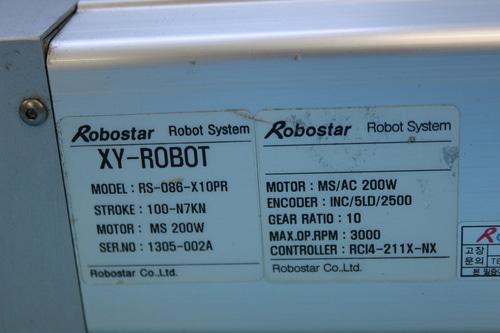 Robostar Robot System
XY-ROBOT
MODEL : RS-086-X10PR
STROKE : 100-N7KN
MOTOR : MS 200W
SER.NO : 1305-002A
Robostar Co.,Ltd.
Robostar Robot System
MOTOR : MS/AC 200W
ENCODER : INC/5LD/2500
GEAR RATIO : 10
MAX.OP.RPM : 3000
CONTROLLER : RCI4-211X-NX
Robostar Co.,Ltd.
고장
문의